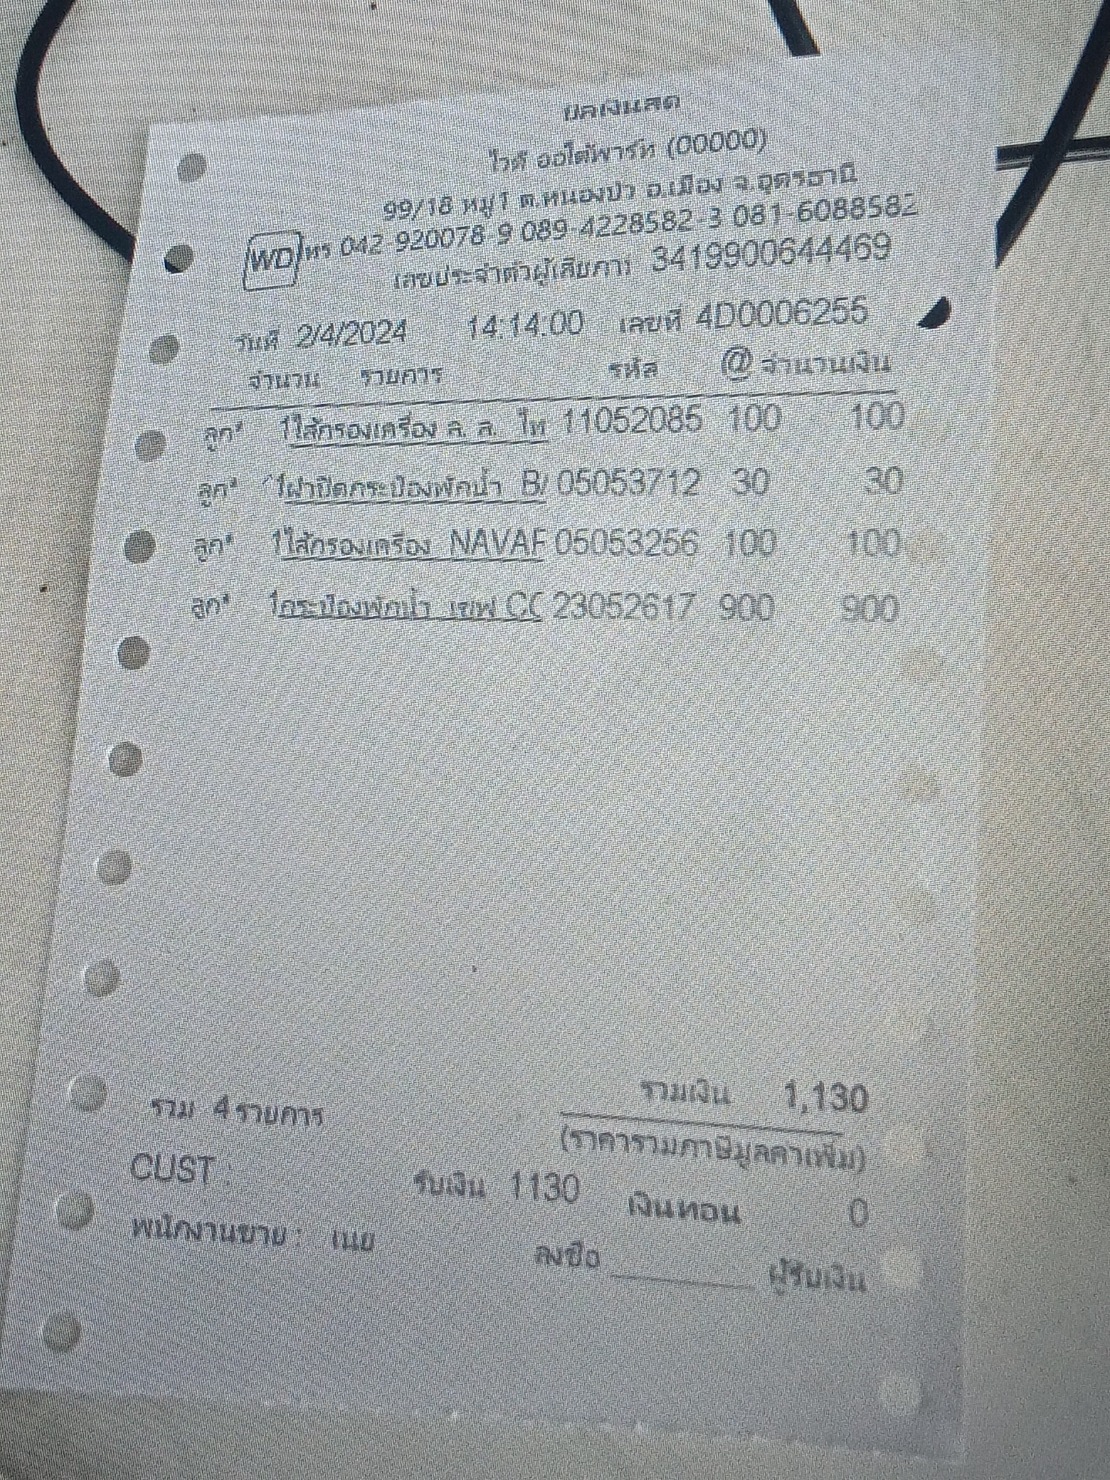 บิลเงินสด
ไวดี ออโต้พาร์ท (00000)
99/18 หมู่1 ต.หนองบัว อ.เมือง จ.อุดรธานี
WD โทร 042-920078-9 089-4228582-3 081-6088582
เลขประจำตัวผู้เสียภาษี 3419900644469
วันที่ 2/4/2024 14:14:00 เลขที่ 4D0006255
จำนวน รายการ รหัส @ จำนวนเงิน
ลูก* 1 ไส้กรองเครื่อง ล. ส. ให 11052085 100 100
ลูก* 1 ฝาปิดกระป๋องพักน้ำ B/ 05053712 30 30
ลูก* 1 ไส้กรองเครื่อง NAVAF 05053256 100 100
ลูก* 1 กระป๋องพักน้ำ เชฟ CC 23052617 900 900
รวมเงิน 1,130
รวม 4 รายการ
(ราคารวมภาษีมูลค่าเพิ่ม)
CUST :
รับเงิน 1130 เงินทอน 0
พนักงานขาย : เนย
ลงชื่อ ผู้รับเงิน